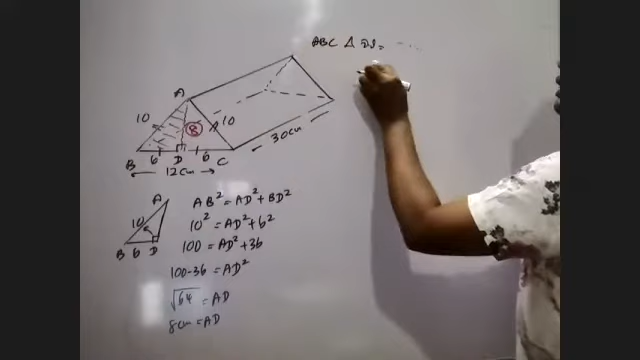 ABC Δ
A
10
8
10
B
6
D
6
C
12cm
30cm
A
10
B 6 D
AB² = AD² + BD²
10² = AD² + 6²
100 = AD² + 36
100-36 = AD²
√64 = AD
8cm = AD